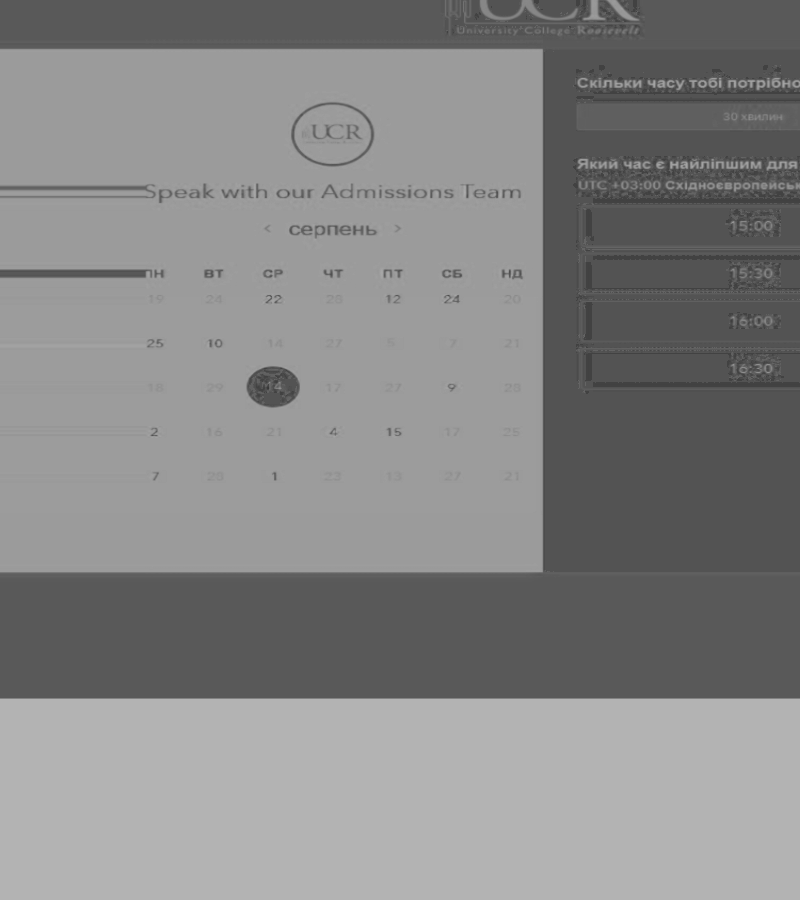 UCR
University College Roosevelt
UCR
Speak with our Admissions Team
< серпень >
ПН ВТ СР ЧТ ПТ СБ НД
19 24 22 28 12 24 20
25 10 14 27 5 7 21
18 29 14 17 27 9 23
2 16 21 4 15 17 25
7 28 1 23 13 27 21
Скільки часу тобі потрібно
30 хвилин
Який час є найліпшим для
UTC +03:00 Східноєвропейськ
15:00
15:30
16:00
16:30